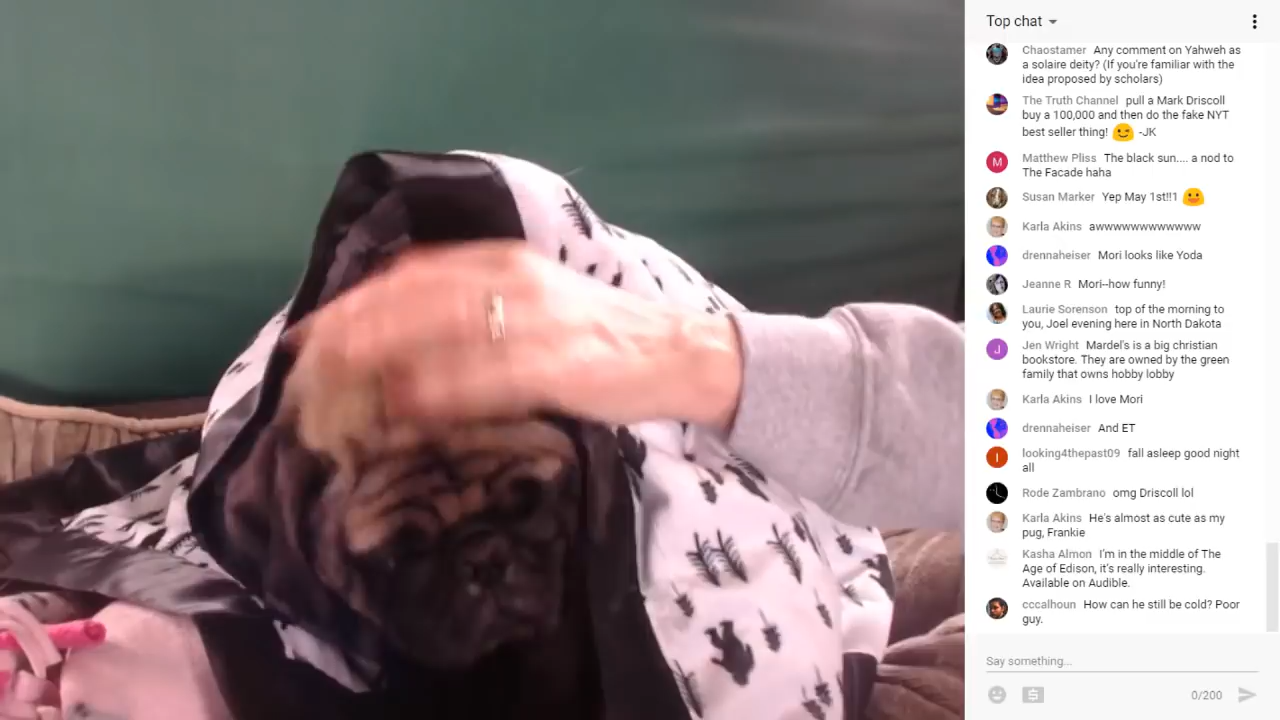 Top chat
Chaostamer Any comment on Yahweh as
a solaire deity? (If you're familiar with the
idea proposed by scholars)
The Truth Channel pull a Mark Driscoll
buy a 100,000 and then do the fake NYT
best seller thing! 😉 -JK
M
Matthew Pliss The black sun.... a nod to
The Facade haha
Susan Marker Yep May 1st!!1 😀
Karla Akins awwwwwwwwwwww
drennaheiser Mori looks like Yoda
Jeanne R Mori--how funny!
Laurie Sorenson top of the morning to
you, Joel evening here in North Dakota
J
Jen Wright Mardel's is a big christian
bookstore. They are owned by the green
family that owns hobby lobby
Karla Akins I love Mori
drennaheiser And ET
l
looking4thepast09 fall asleep good night
all
Rode Zambrano omg Driscoll lol
Karla Akins He's almost as cute as my
pug, Frankie
Kasha Almon I'm in the middle of The
Age of Edison, it's really interesting.
Available on Audible.
cccalhoun How can he still be cold? Poor
guy.
Say something...
$
0/200